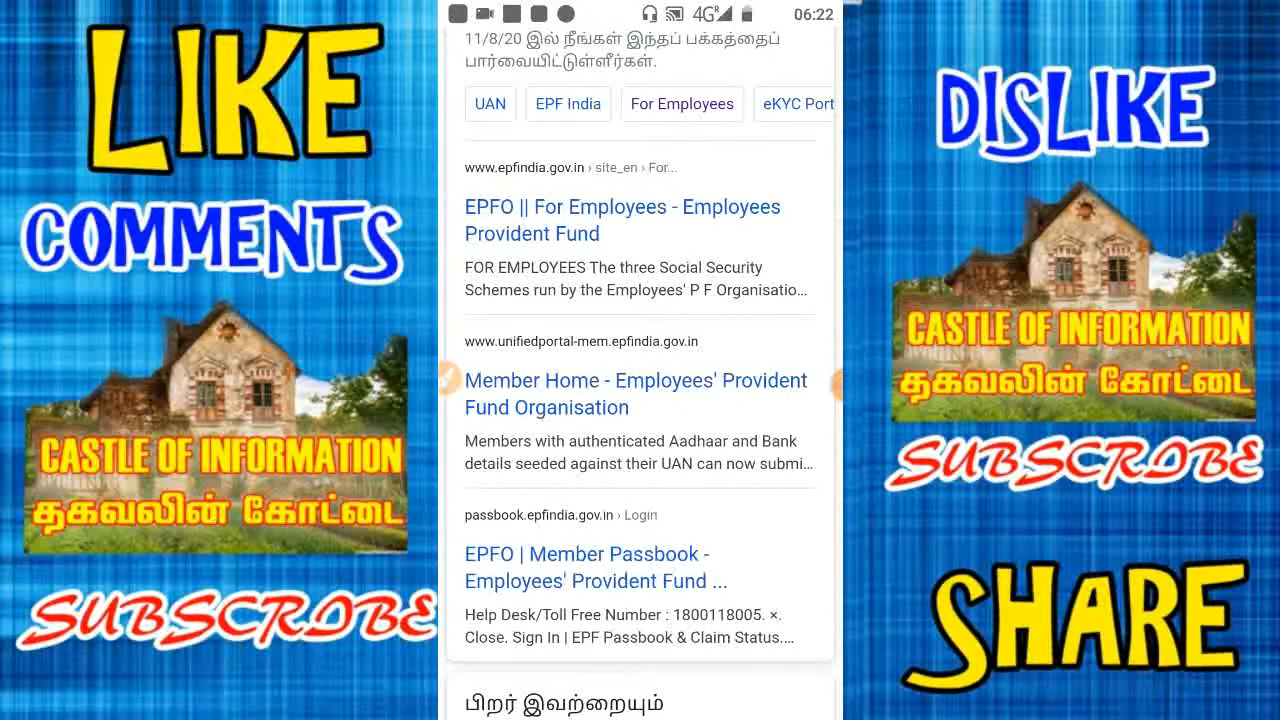 LIKE
COMMENTS
CASTLE OF INFORMATION
தகவலின் கோட்டை
SUBSCRIBE
4G R
06:22
11/8/20 இல் நீங்கள் இந்தப் பக்கத்தைப்
பார்வையிட்டுள்ளீர்கள்.
UAN
EPF India
For Employees
eKYC Port
www.epfindia.gov.in › site_en › For...
EPFO || For Employees - Employees
Provident Fund
FOR EMPLOYEES The three Social Security
Schemes run by the Employees' P F Organisatio...
www.unifiedportal-mem.epfindia.gov.in
Member Home - Employees' Provident
Fund Organisation
Members with authenticated Aadhaar and Bank
details seeded against their UAN can now submi...
passbook.epfindia.gov.in › Login
EPFO | Member Passbook -
Employees' Provident Fund ...
Help Desk/Toll Free Number : 1800118005. ×.
Close. Sign In | EPF Passbook & Claim Status....
பிறர் இவற்றையும்
DISLIKE
CASTLE OF INFORMATION
தகவலின் கோட்டை
SUBSCRIBE
SHARE